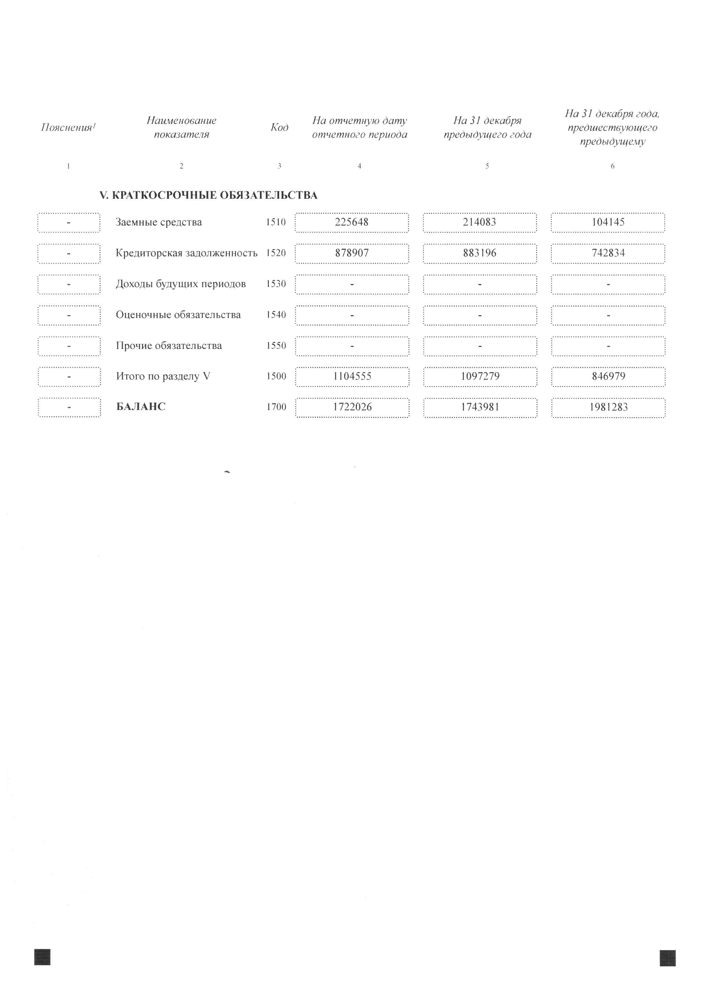 Пояснения1 Наименование показателя Код На отчетную дату отчетного периода На 31 декабря предыдущего года На 31 декабря года, предшествующего предыдущему
1 2 3 4 5 6
V. КРАТКОСРОЧНЫЕ ОБЯЗАТЕЛЬСТВА
- Заемные средства 1510 225648 214083 104145
- Кредиторская задолженность 1520 878907 883196 742834
- Доходы будущих периодов 1530 - - -
- Оценочные обязательства 1540 - - -
- Прочие обязательства 1550 - - -
- Итого по разделу V 1500 1104555 1097279 846979
- БАЛАНС 1700 1722026 1743981 1981283